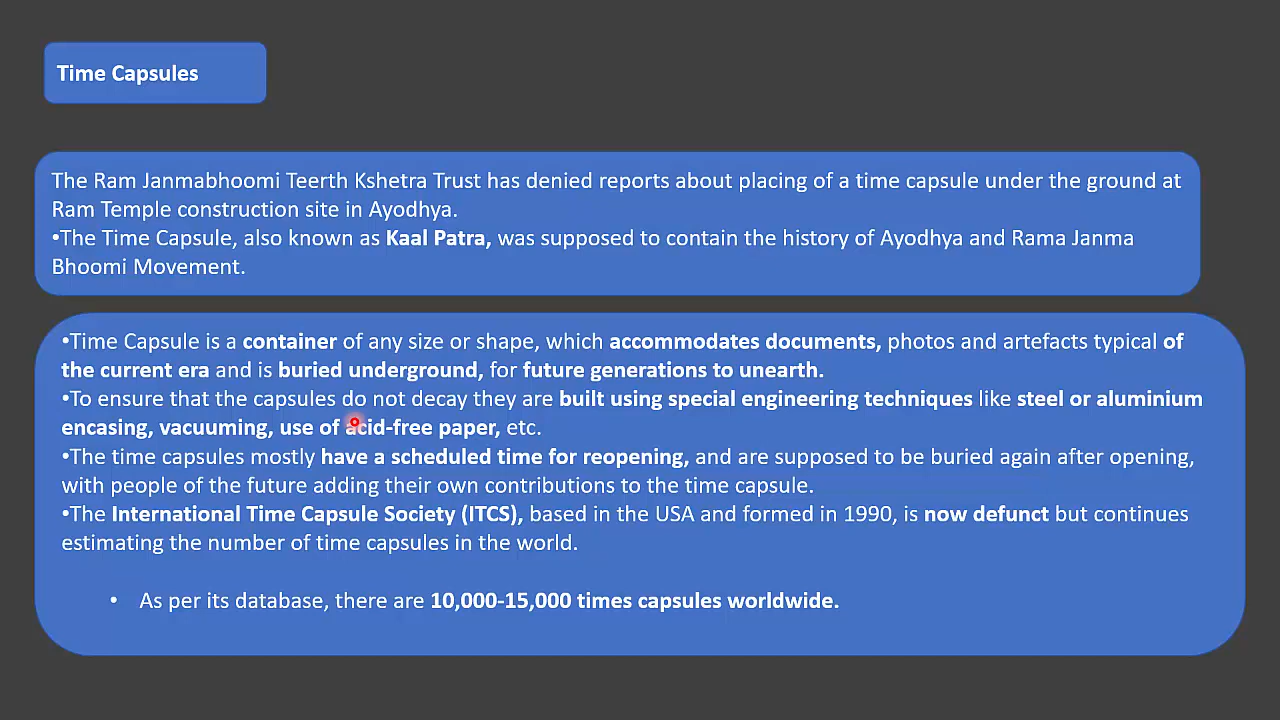 Time Capsules
The Ram Janmabhoomi Teerth Kshetra Trust has denied reports about placing of a time capsule under the ground at
Ram Temple construction site in Ayodhya.
•The Time Capsule, also known as Kaal Patra, was supposed to contain the history of Ayodhya and Rama Janma
Bhoomi Movement.
•Time Capsule is a container of any size or shape, which accommodates documents, photos and artefacts typical of
the current era and is buried underground, for future generations to unearth.
•To ensure that the capsules do not decay they are built using special engineering techniques like steel or aluminium
encasing, vacuuming, use of acid-free paper, etc.
•The time capsules mostly have a scheduled time for reopening, and are supposed to be buried again after opening,
with people of the future adding their own contributions to the time capsule.
•The International Time Capsule Society (ITCS), based in the USA and formed in 1990, is now defunct but continues
estimating the number of time capsules in the world.
• As per its database, there are 10,000-15,000 times capsules worldwide.